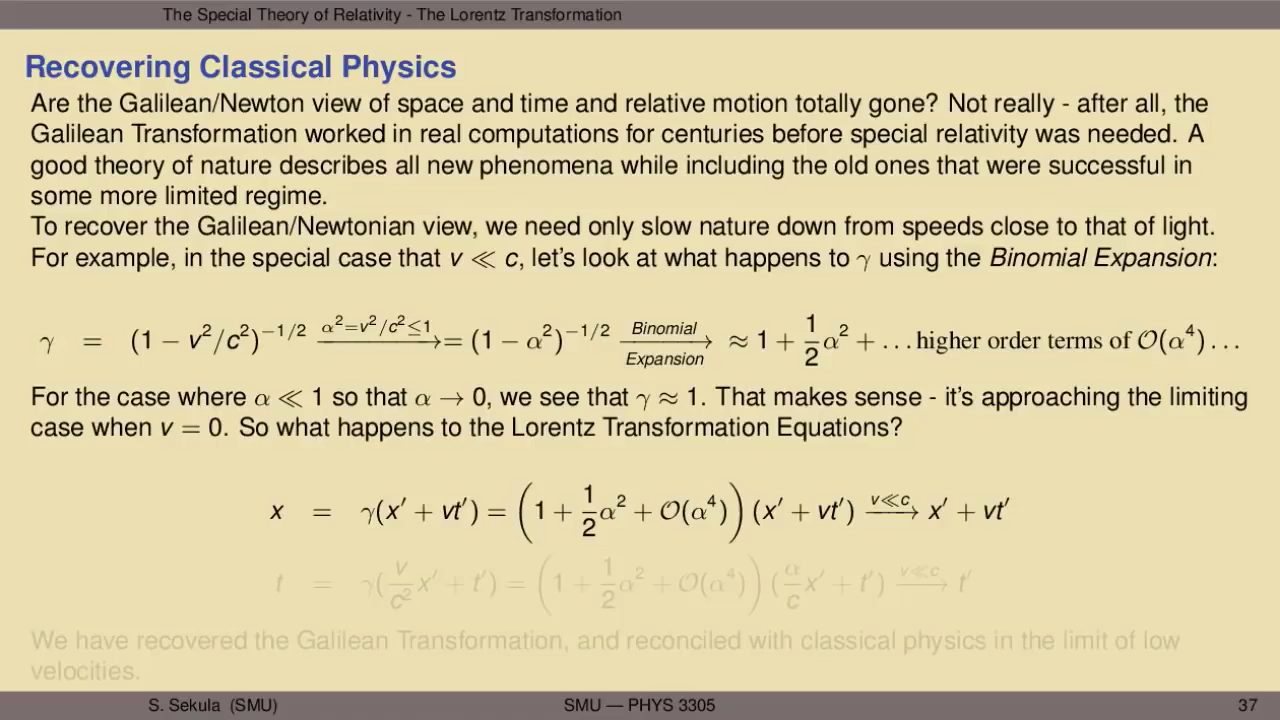 The Special Theory of Relativity - The Lorentz Transformation
Recovering Classical Physics
Are the Galilean/Newton view of space and time and relative motion totally gone? Not really - after all, the
Galilean Transformation worked in real computations for centuries before special relativity was needed. A
good theory of nature describes all new phenomena while including the old ones that were successful in
some more limited regime.
To recover the Galilean/Newtonian view, we need only slow nature down from speeds close to that of light.
For example, in the special case that v ≪ c, let's look at what happens to γ using the Binomial Expansion:
γ = (1 − v²/c²)^{−1/2} \xrightarrow{α²=v²/c²≤1} = (1 − α²)^{−1/2} \xrightarrow[Expansion]{Binomial} ≈ 1 + \frac{1}{2}α² + ... higher order terms of O(α⁴) ...
For the case where α ≪ 1 so that α → 0, we see that γ ≈ 1. That makes sense - it's approaching the limiting
case when v = 0. So what happens to the Lorentz Transformation Equations?
x = γ(x′ + vt′) = (1 + \frac{1}{2}α² + O(α⁴)) (x′ + vt′) \xrightarrow{v≪c} x′ + vt′
t = γ(\frac{v}{c²}x′ + t′) = (1 + \frac{1}{2}α² + O(α⁴)) (\frac{α}{c}x′ + t′) \xrightarrow{v≪c} t′
We have recovered the Galilean Transformation, and reconciled with classical physics in the limit of low
velocities.
S. Sekula (SMU) SMU — PHYS 3305 37